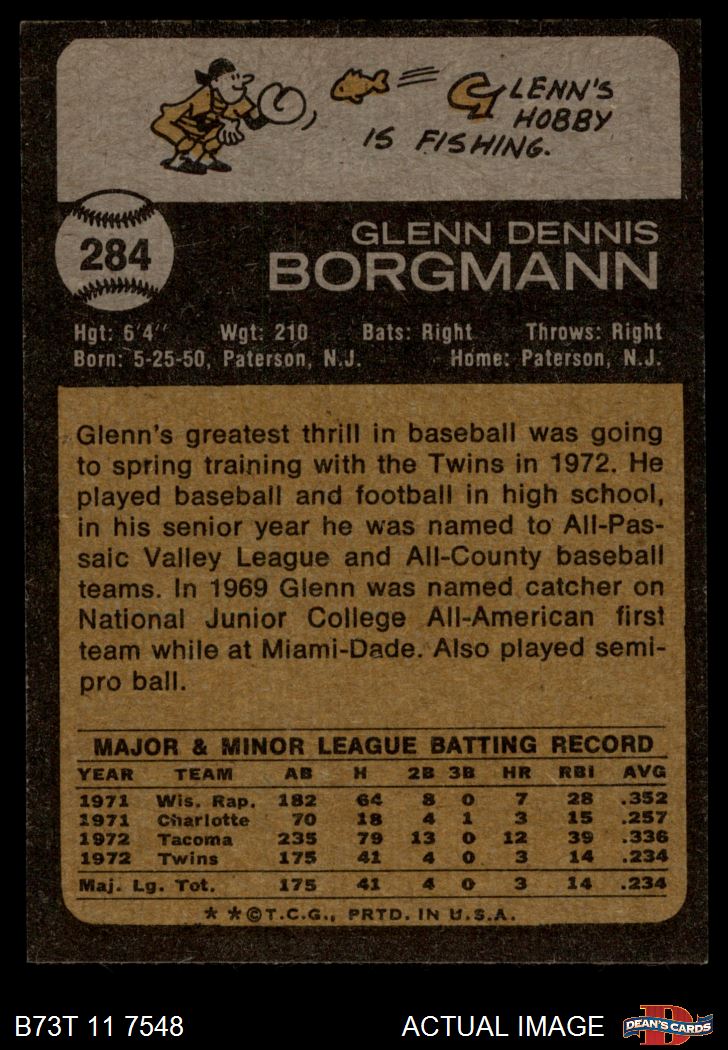 GLENN'S
HOBBY
IS FISHING.
284
GLENN DENNIS
BORGMANN
Hgt: 6'4" Wgt: 210 Bats: Right Throws: Right
Born: 5-25-50, Paterson, N.J. Home: Paterson, N.J.
Glenn's greatest thrill in baseball was going
to spring training with the Twins in 1972. He
played baseball and football in high school,
in his senior year he was named to All-Pas-
saic Valley League and All-County baseball
teams. In 1969 Glenn was named catcher on
National Junior College All-American first
team while at Miami-Dade. Also played semi-
pro ball.
MAJOR & MINOR LEAGUE BATTING RECORD
YEAR TEAM AB H 2B 3B HR RBI AVG
1971 Wis. Rap. 182 64 8 0 7 28 .352
1971 Charlotte 70 18 4 1 3 15 .257
1972 Tacoma 235 79 13 0 12 39 .336
1972 Twins 175 41 4 0 3 14 .234
Maj. Lg. Tot. 175 41 4 0 3 14 .234
* *©T.C.G., PRTD. IN U.S.A.
B73T 11 7548 ACTUAL IMAGE DEAN'S CARDS